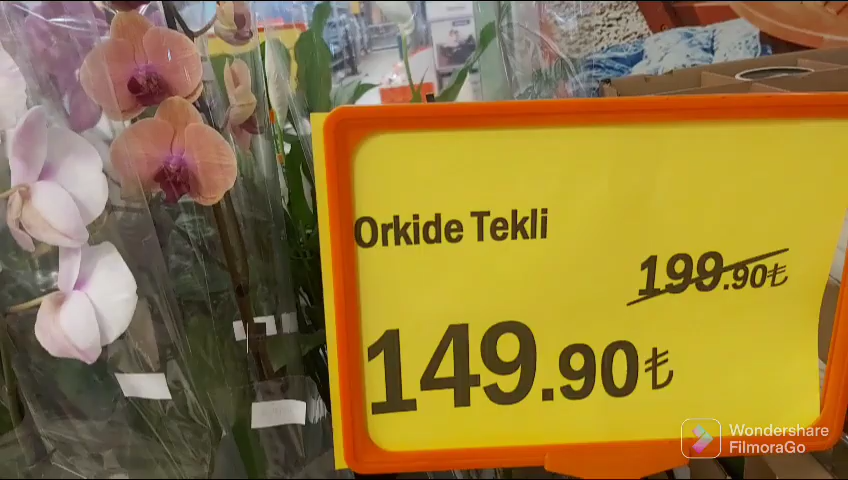 Orkide Tekli
199.90₺
149.90₺
Wondershare
FilmoraGo